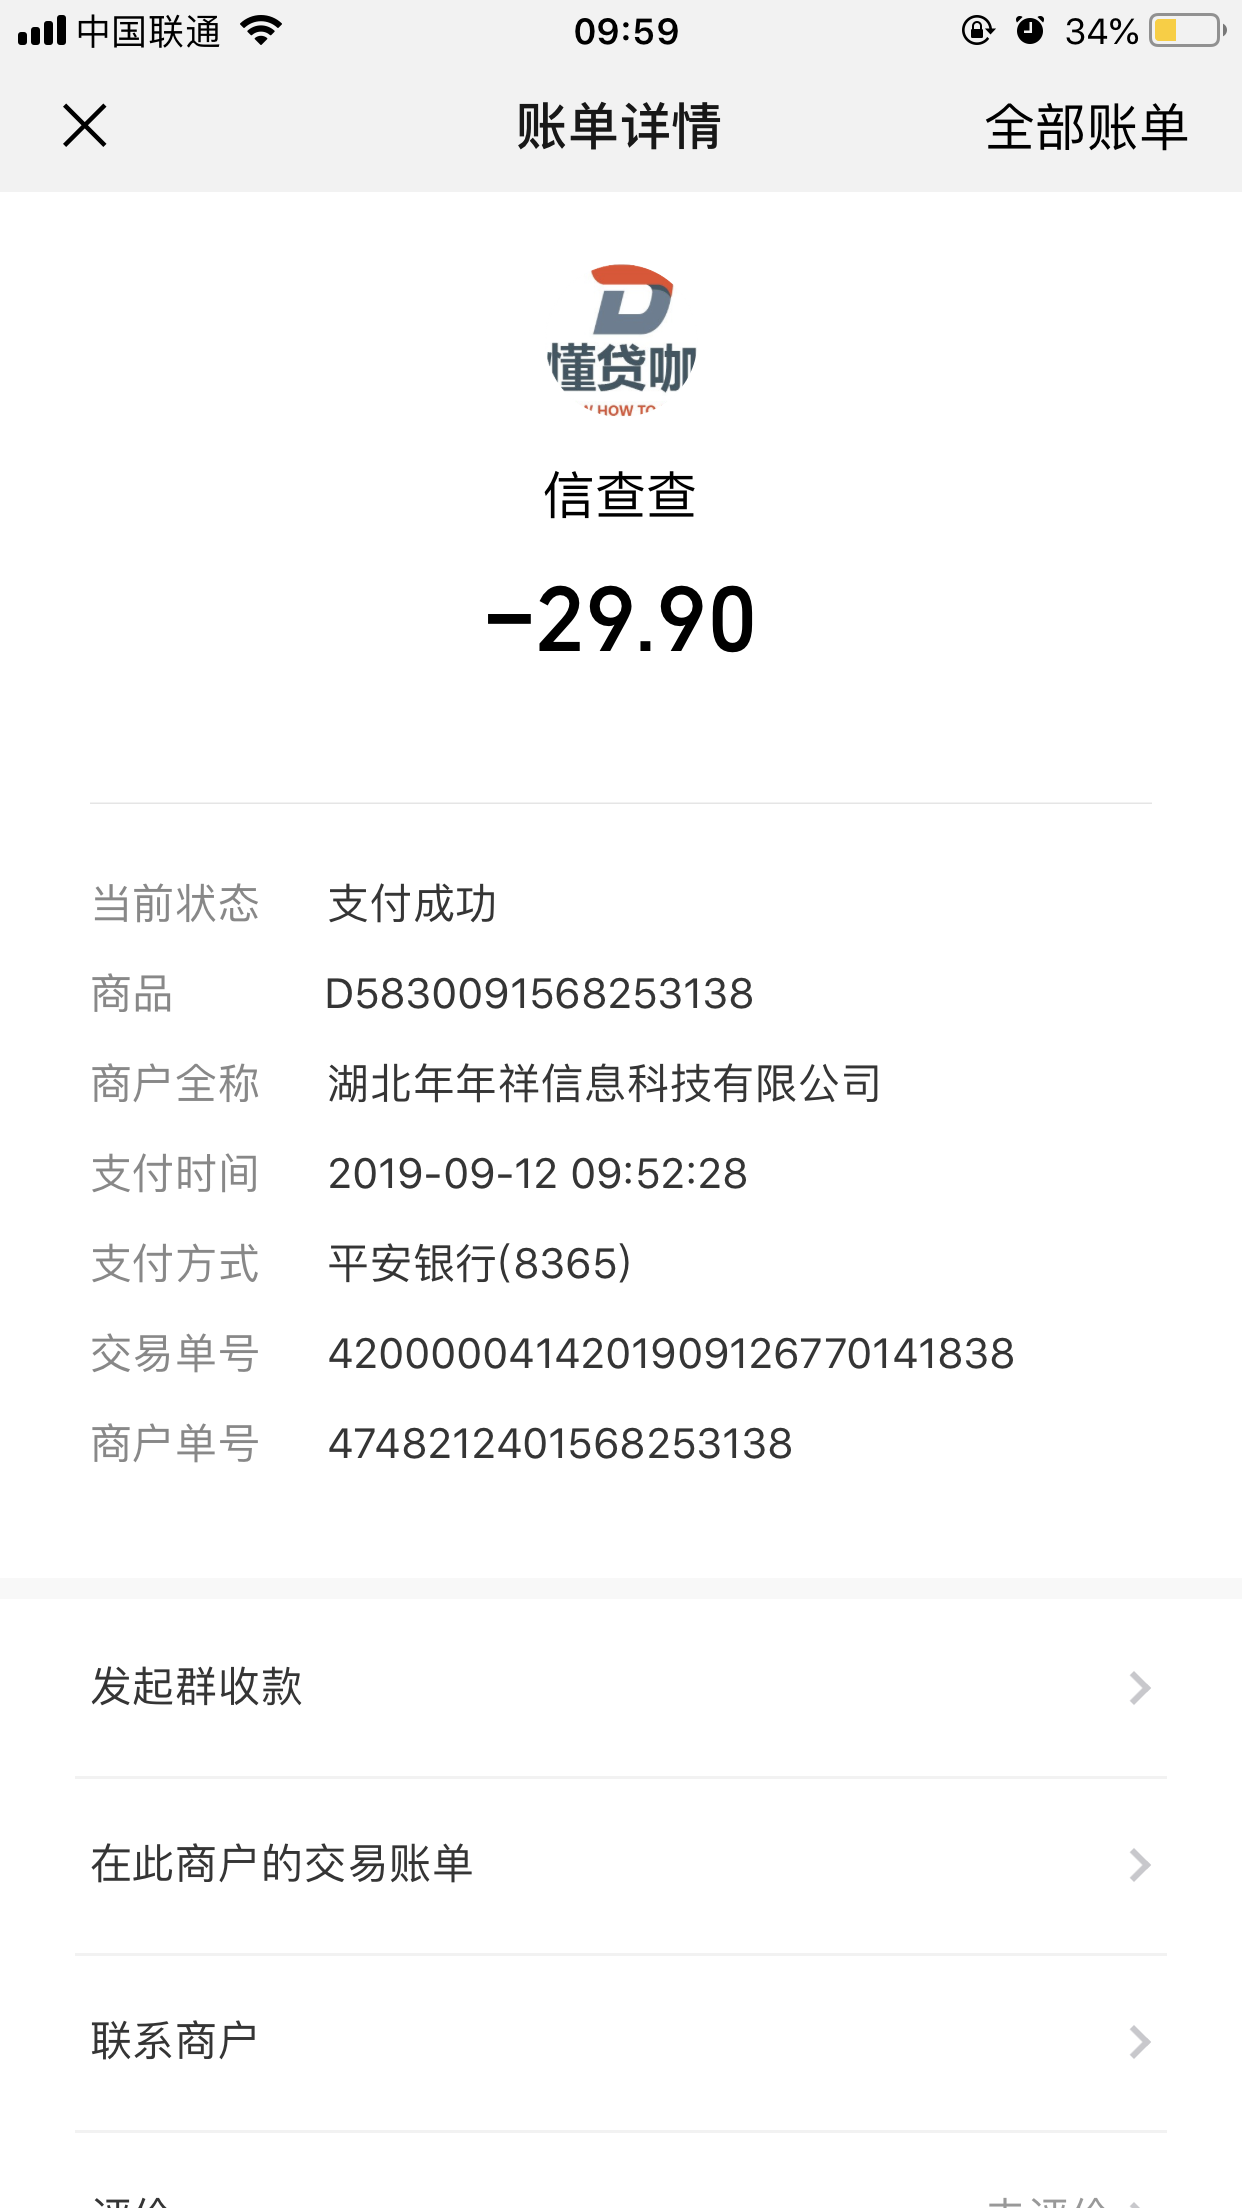 中国联通 09:59 34%
账单详情 全部账单
懂贷咖
HOW TO
信查查
-29.90
当前状态 支付成功
商品 D5830091568253138
商户全称 湖北年年祥信息科技有限公司
支付时间 2019-09-12 09:52:28
支付方式 平安银行(8365)
交易单号 4200000414201909126770141838
商户单号 4748212401568253138
发起群收款
在此商户的交易账单
联系商户